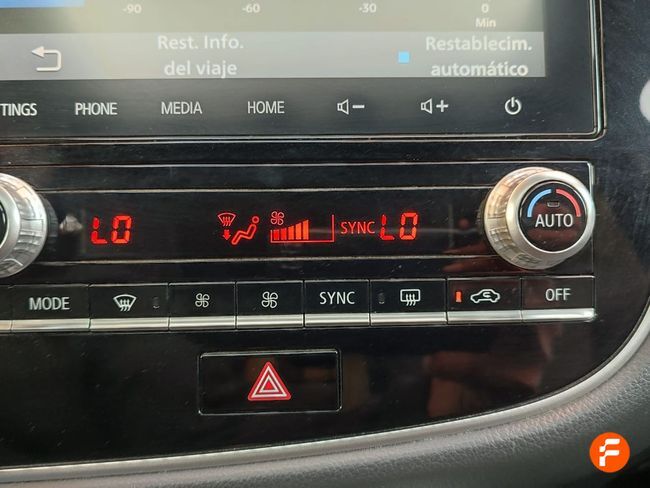 -90 -60 -30 0
Min
Rest. Info. Restablecim.
del viaje automático
TINGS PHONE MEDIA HOME
LO SYNC LO AUTO
MODE SYNC OFF